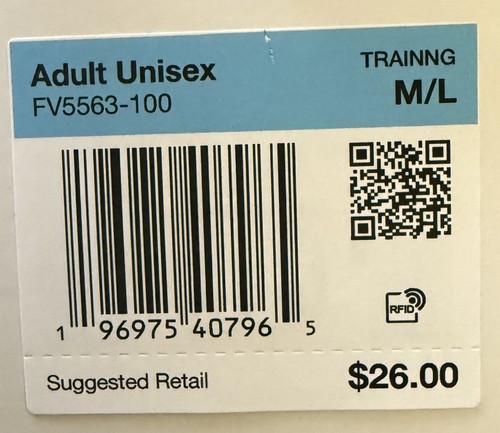 Adult Unisex
FV5563-100
TRAINNG
M/L
RFID
1 96975 40796 5
Suggested Retail
$26.00